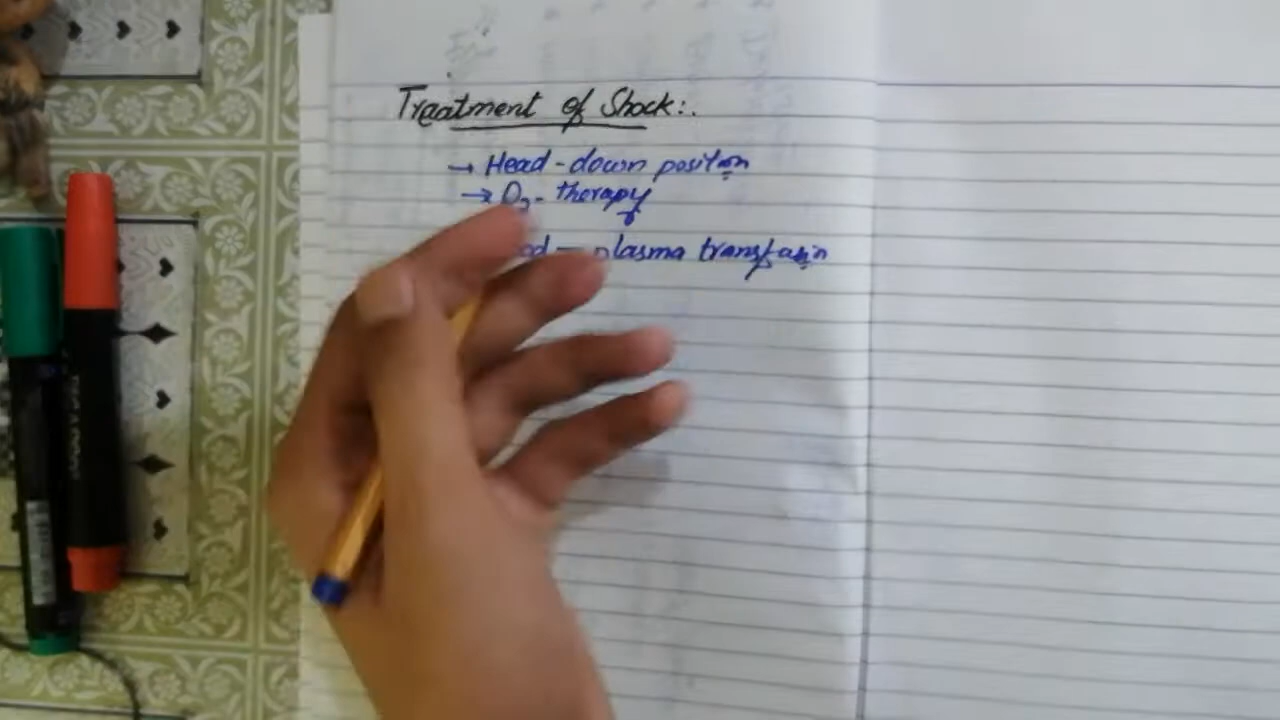 Treatment of Shock:.
→ Head-down position
→ O2- therapy
plasma transfusion